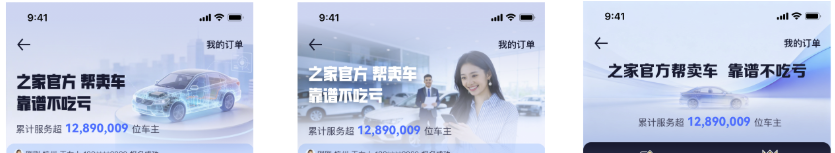 9:41
我的订单
之家官方 帮卖车
靠谱不吃亏
累计服务超 12,890,009 位车主
9:41
我的订单
之家官方 帮卖车
靠谱不吃亏
累计服务超 12,890,009 位车主
9:41
我的订单
之家官方帮卖车 靠谱不吃亏
累计服务超 12,890,009 位车主